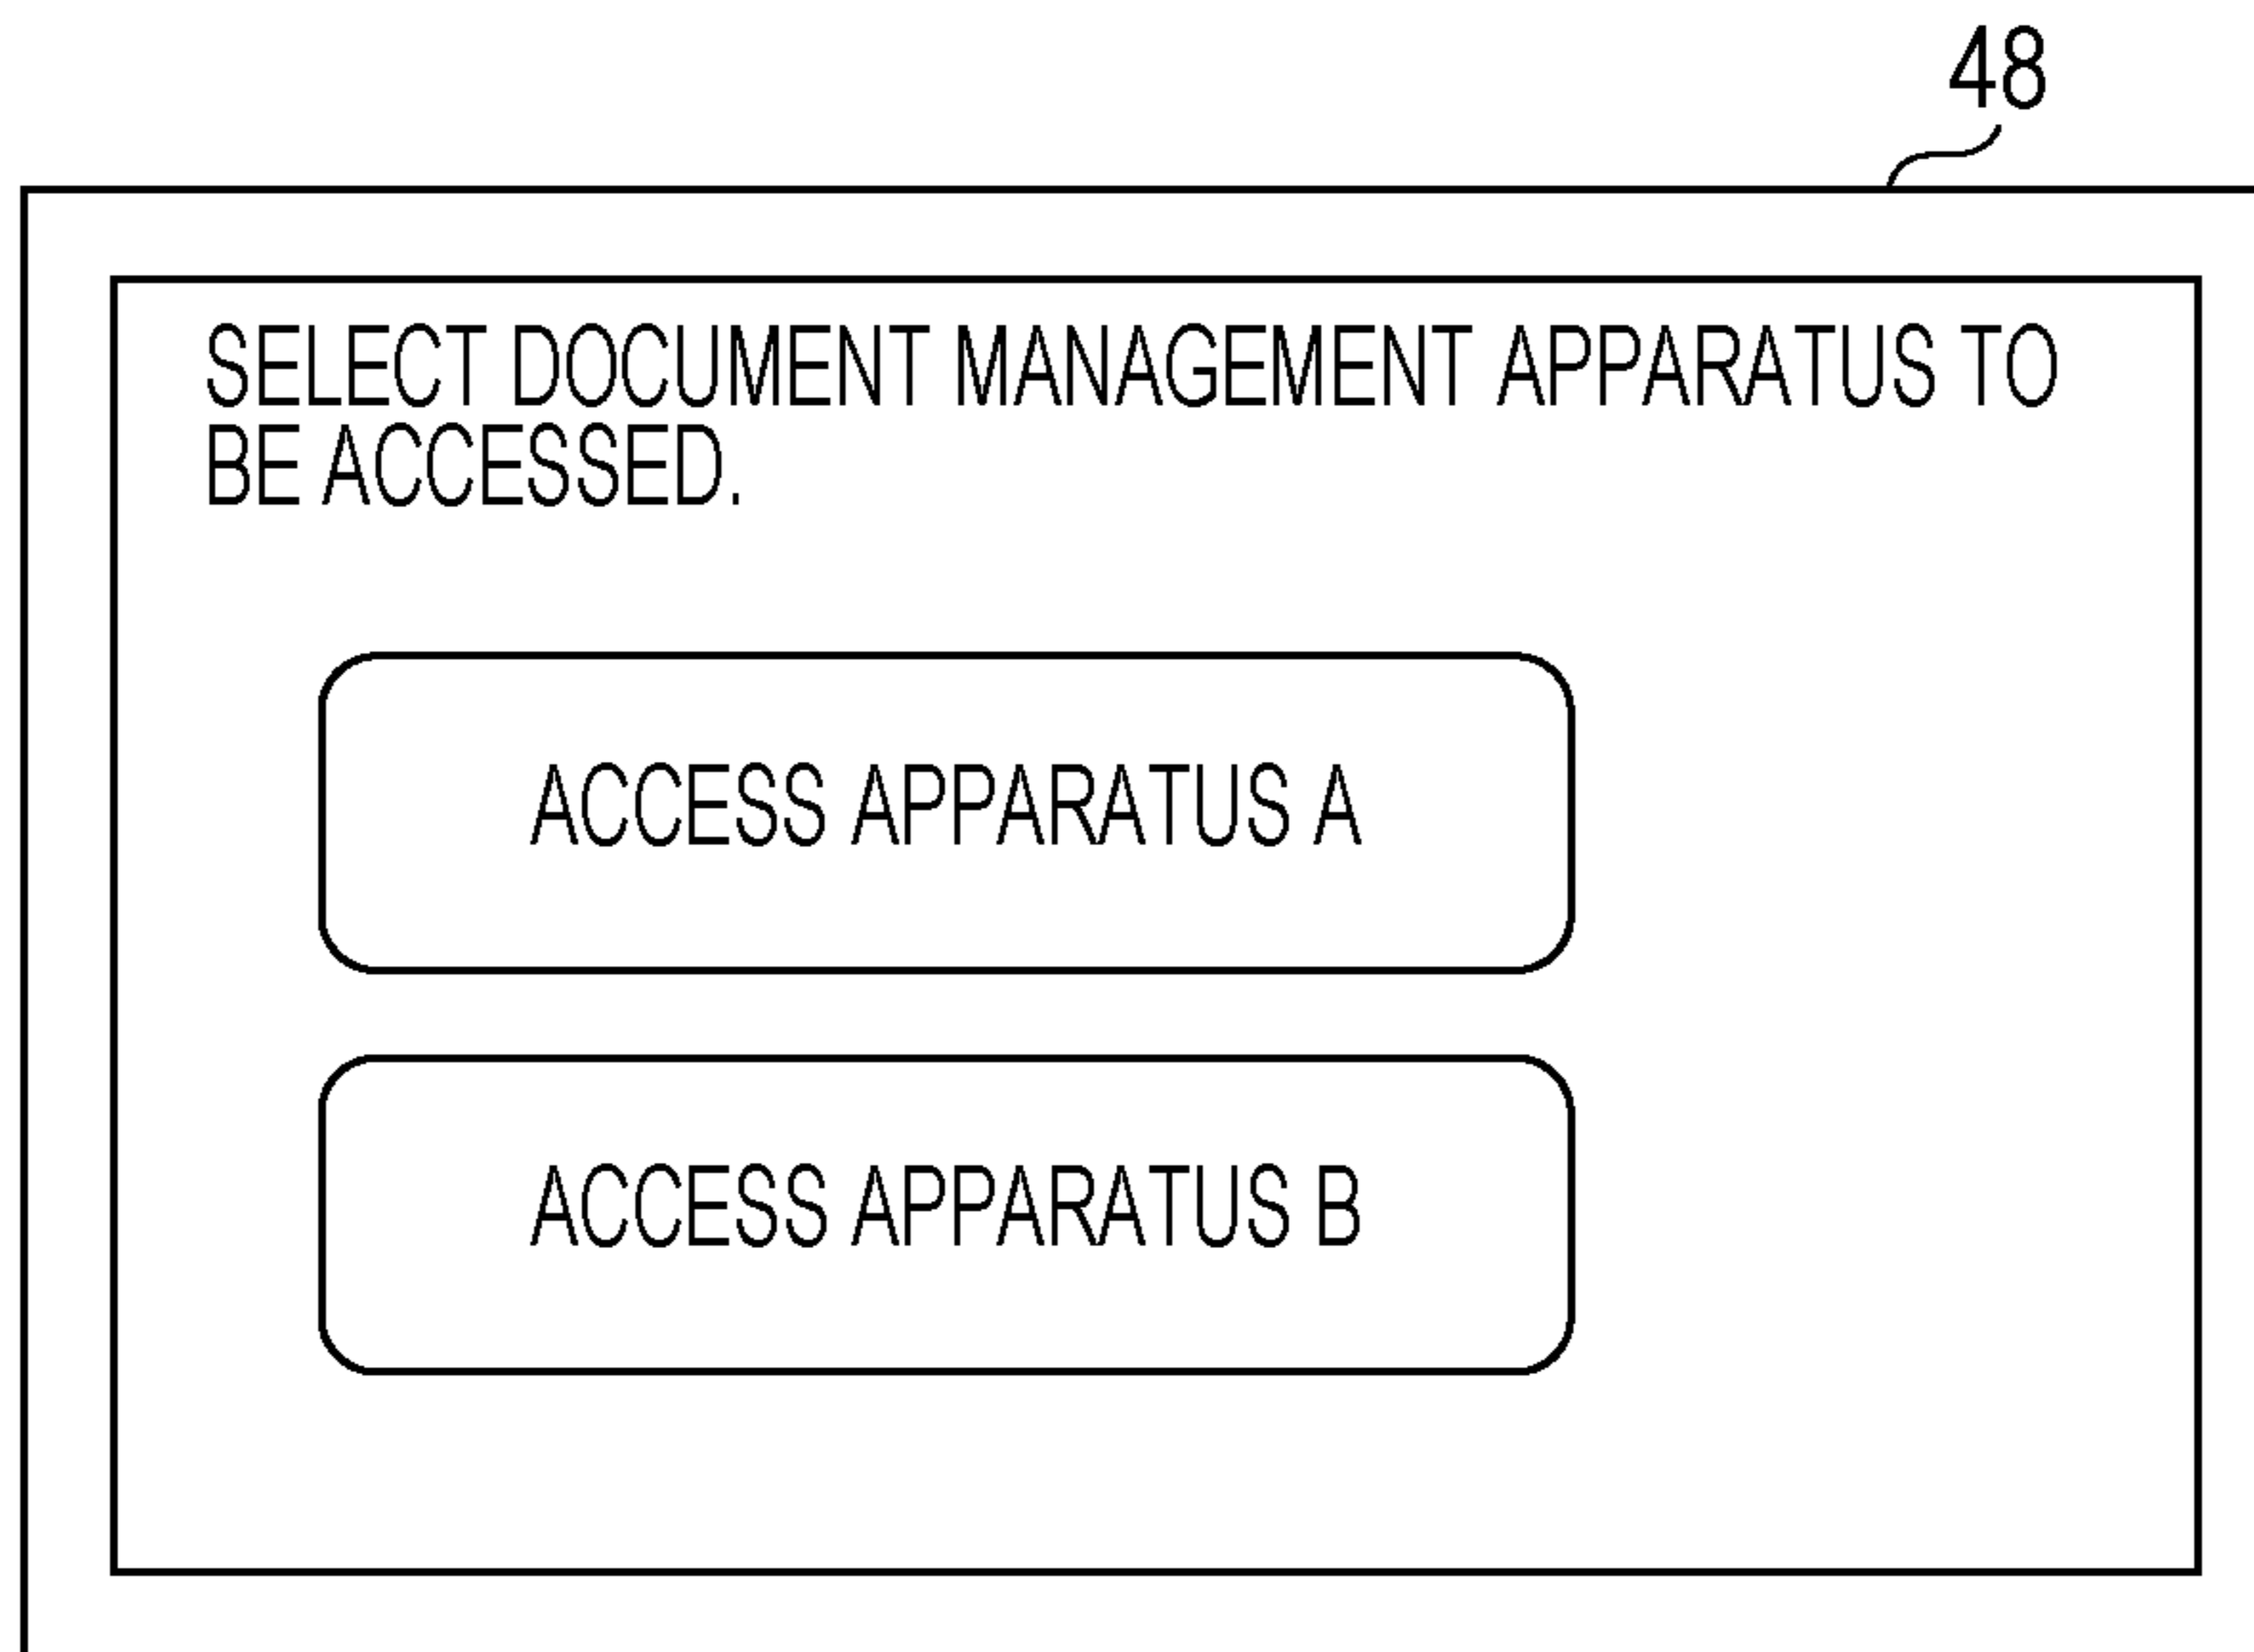 48
SELECT DOCUMENT MANAGEMENT APPARATUS TO
BE ACCESSED.
ACCESS APPARATUS A
ACCESS APPARATUS B